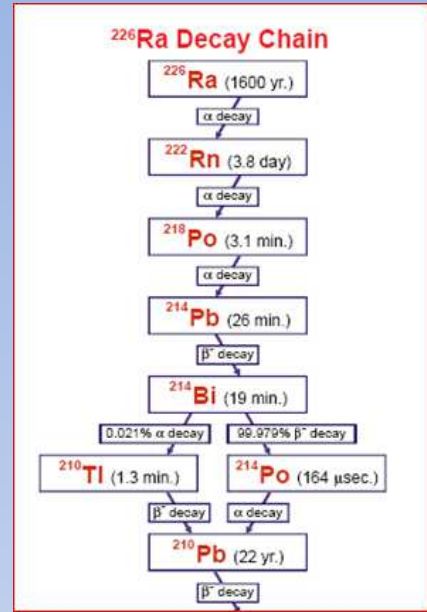 ²²⁶Ra Decay Chain
²²⁶Ra (1600 yr.)
α decay
²²²Rn (3.8 day)
α decay
²¹⁸Po (3.1 min.)
α decay
²¹⁴Pb (26 min.)
β⁻ decay
²¹⁴Bi (19 min.)
0.021% α decay 99.979% β⁻ decay
²¹⁰Tl (1.3 min.) ²¹⁴Po (164 µsec.)
β⁻ decay α decay
²¹⁰Pb (22 yr.)
β⁻ decay